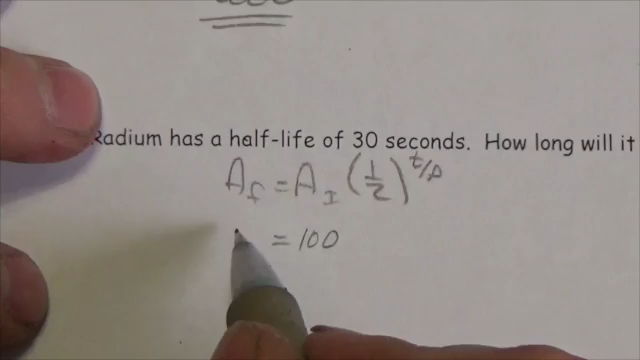 Radium has a half-life of 30 seconds. How long will it
A_f = A_I (1/2)^t/p
= 100